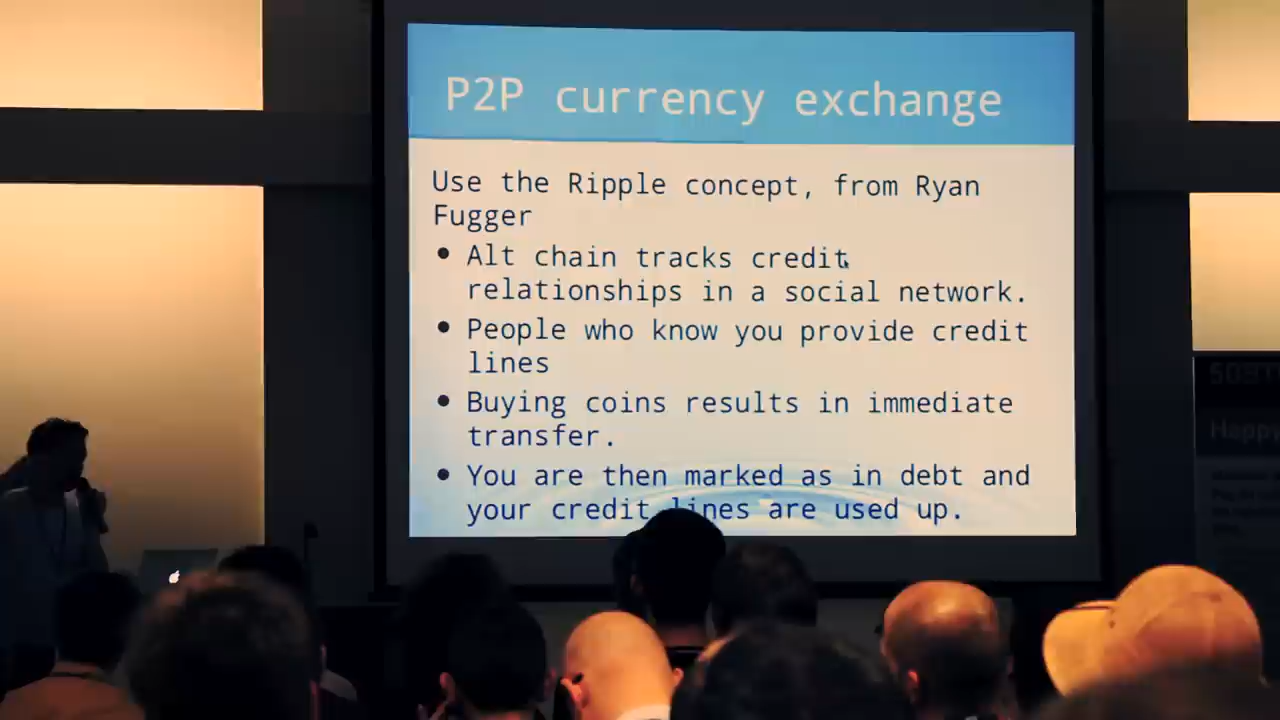 P2P currency exchange
Use the Ripple concept, from Ryan
Fugger
• Alt chain tracks credit
relationships in a social network.
• People who know you provide credit
lines
• Buying coins results in immediate
transfer.
• You are then marked as in debt and
your credit lines are used up.
Happy